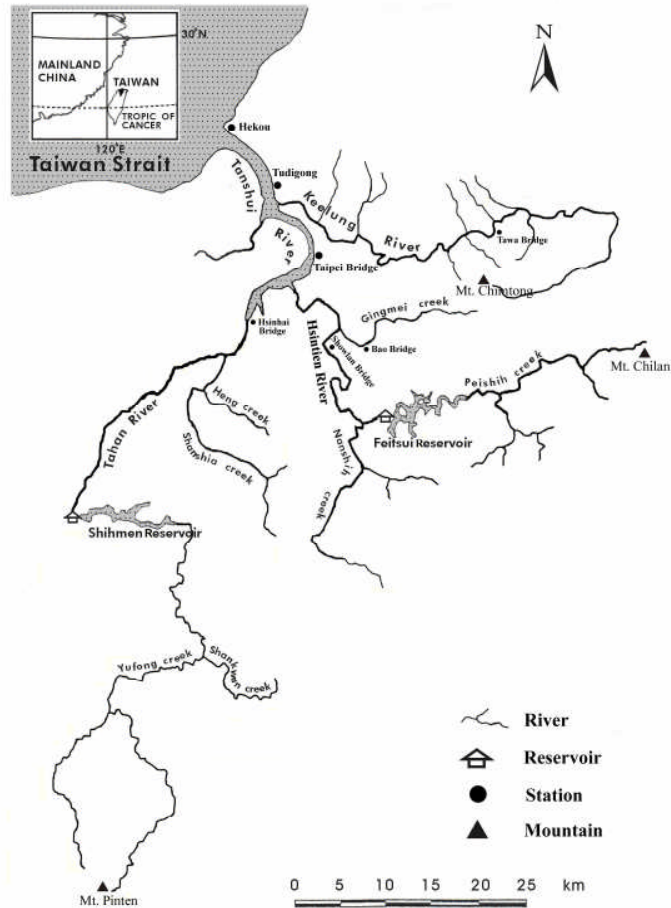 N
30°N
MAINLAND
CHINA
TAIWAN
TROPIC OF
CANCER
120°E
Taiwan Strait
Hekou
Tanshui
River
Tudigong
Keelung
River
Tawa Bridge
Taipei Bridge
Mt. Chimtong
Gingmei creek
Hsinhai
Bridge
Hsintien River
Showlan Bridge
Bao Bridge
Mt. Chilan
Peishih creek
Tahan River
Heng creek
Shanshia creek
Nanshih
creek
Feitsui Reservoir
Shihmen Reservoir
Yufong creek
creek
Mt. Pinten
River
Reservoir
Station
Mountain
0 5 10 15 20 25 km